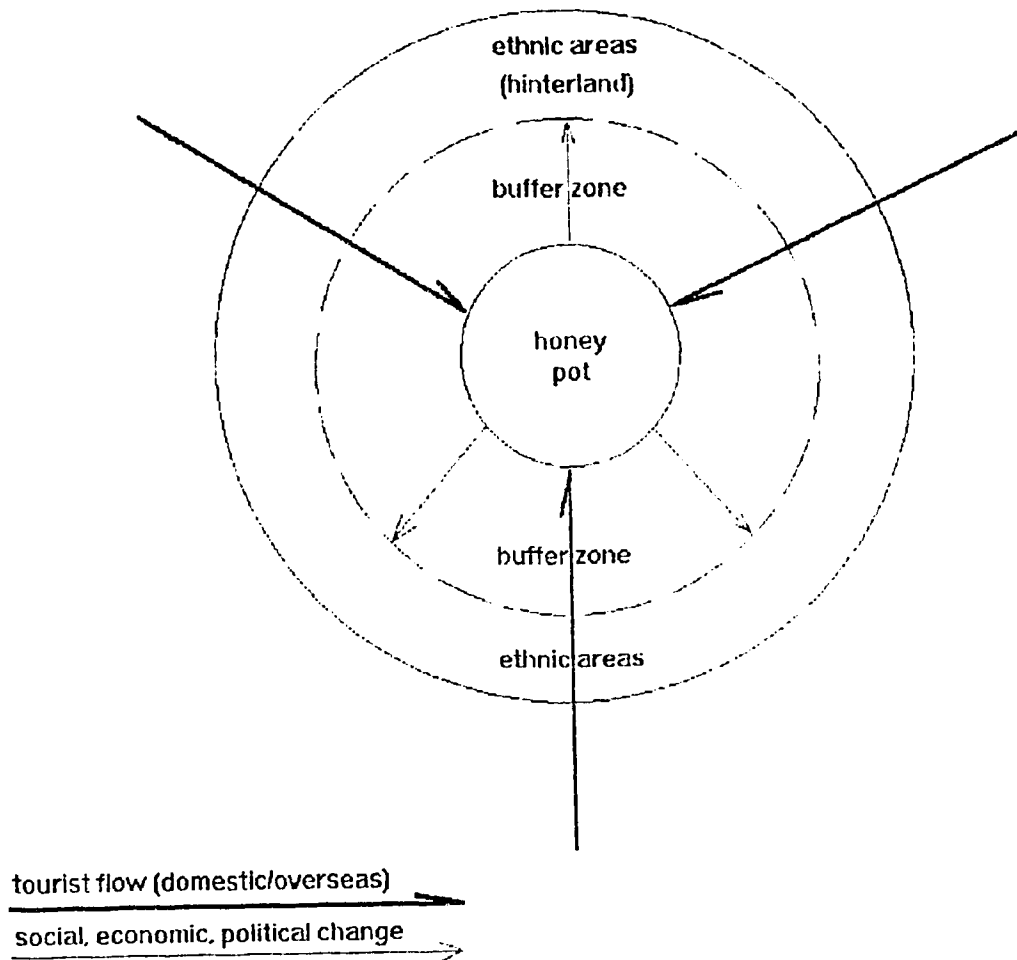 ethnic areas
(hinterland)
buffer zone
honey
pot
buffer zone
ethnic areas
tourist flow (domestic/overseas)
social, economic, political change